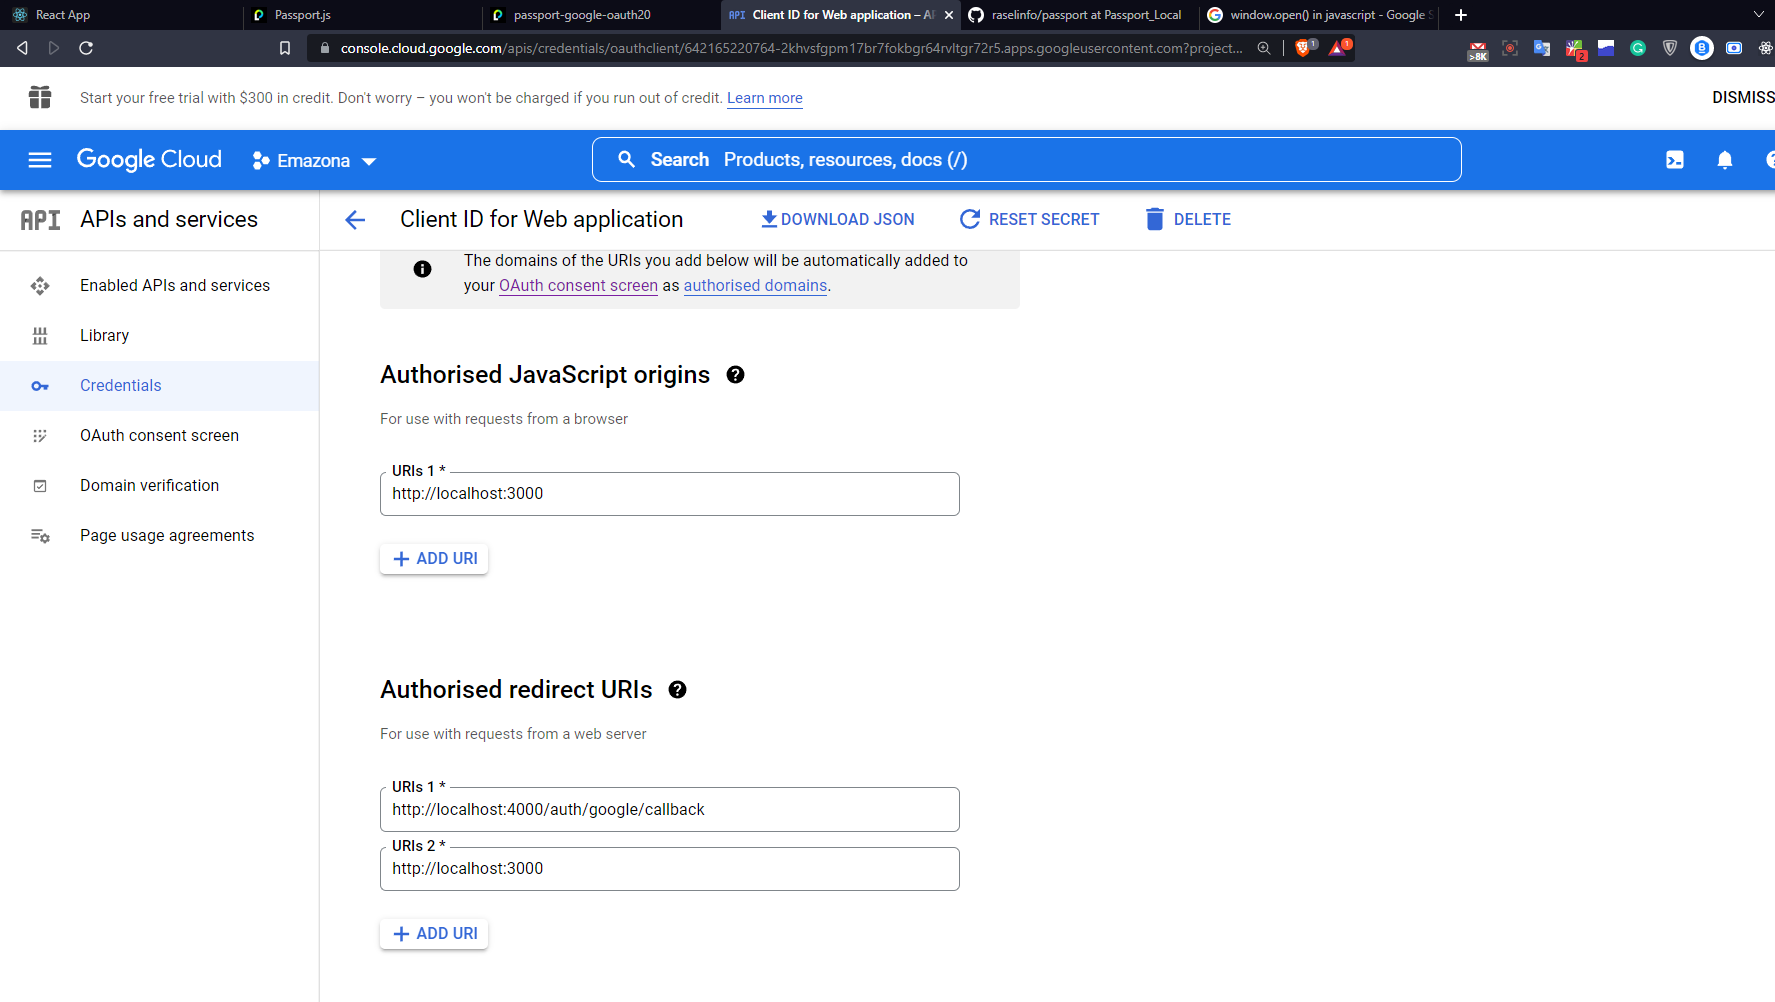 React App
Passport.js
passport-google-oauth20
API Client ID for Web application – AP
raselinfo/passport at Passport_Local
window.open() in javascript - Google S
console.cloud.google.com/apis/credentials/oauthclient/642165220764-2khvsfgpm17br7fokbgr64rvltgr72r5.apps.googleusercontent.com?project...
1
1
>8K
2
Start your free trial with $300 in credit. Don't worry – you won't be charged if you run out of credit. Learn more
DISMISS
Google Cloud
Emazona
Search Products, resources, docs (/)
API APIs and services
Client ID for Web application
DOWNLOAD JSON
RESET SECRET
DELETE
Enabled APIs and services
Library
Credentials
OAuth consent screen
Domain verification
Page usage agreements
The domains of the URIs you add below will be automatically added to
your OAuth consent screen as authorised domains.
Authorised JavaScript origins
For use with requests from a browser
URIs 1 *
http://localhost:3000
ADD URI
Authorised redirect URIs
For use with requests from a web server
URIs 1 *
http://localhost:4000/auth/google/callback
URIs 2 *
http://localhost:3000
ADD URI